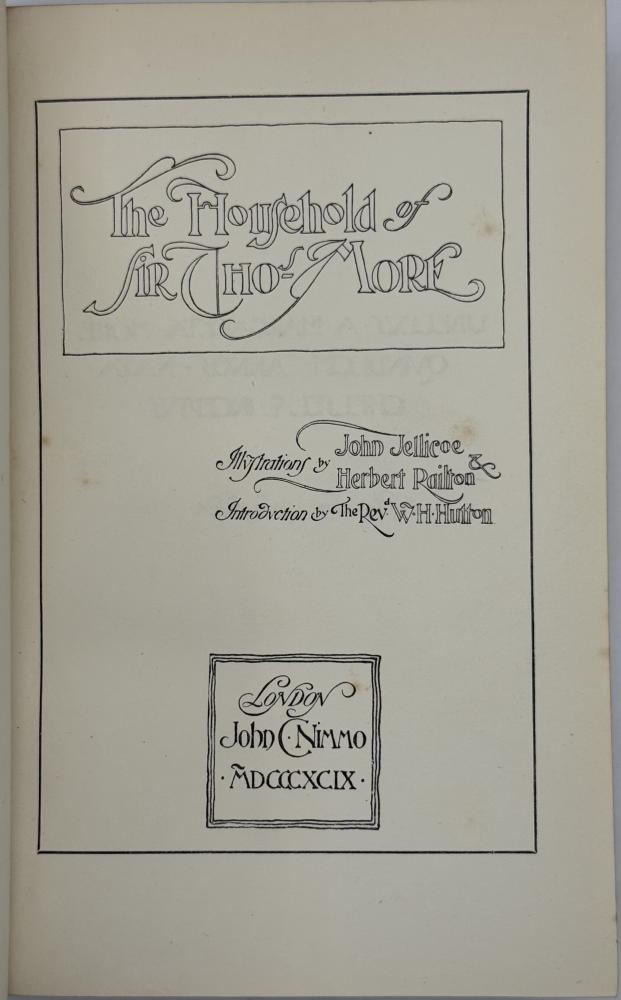 The Household of
Sir Thos More
Illustrations by John Jellicoe &
Herbert Railton
Introduction by The Revd. W. H. Hutton
London
John C. Nimmo
· MDCCCXCIX ·